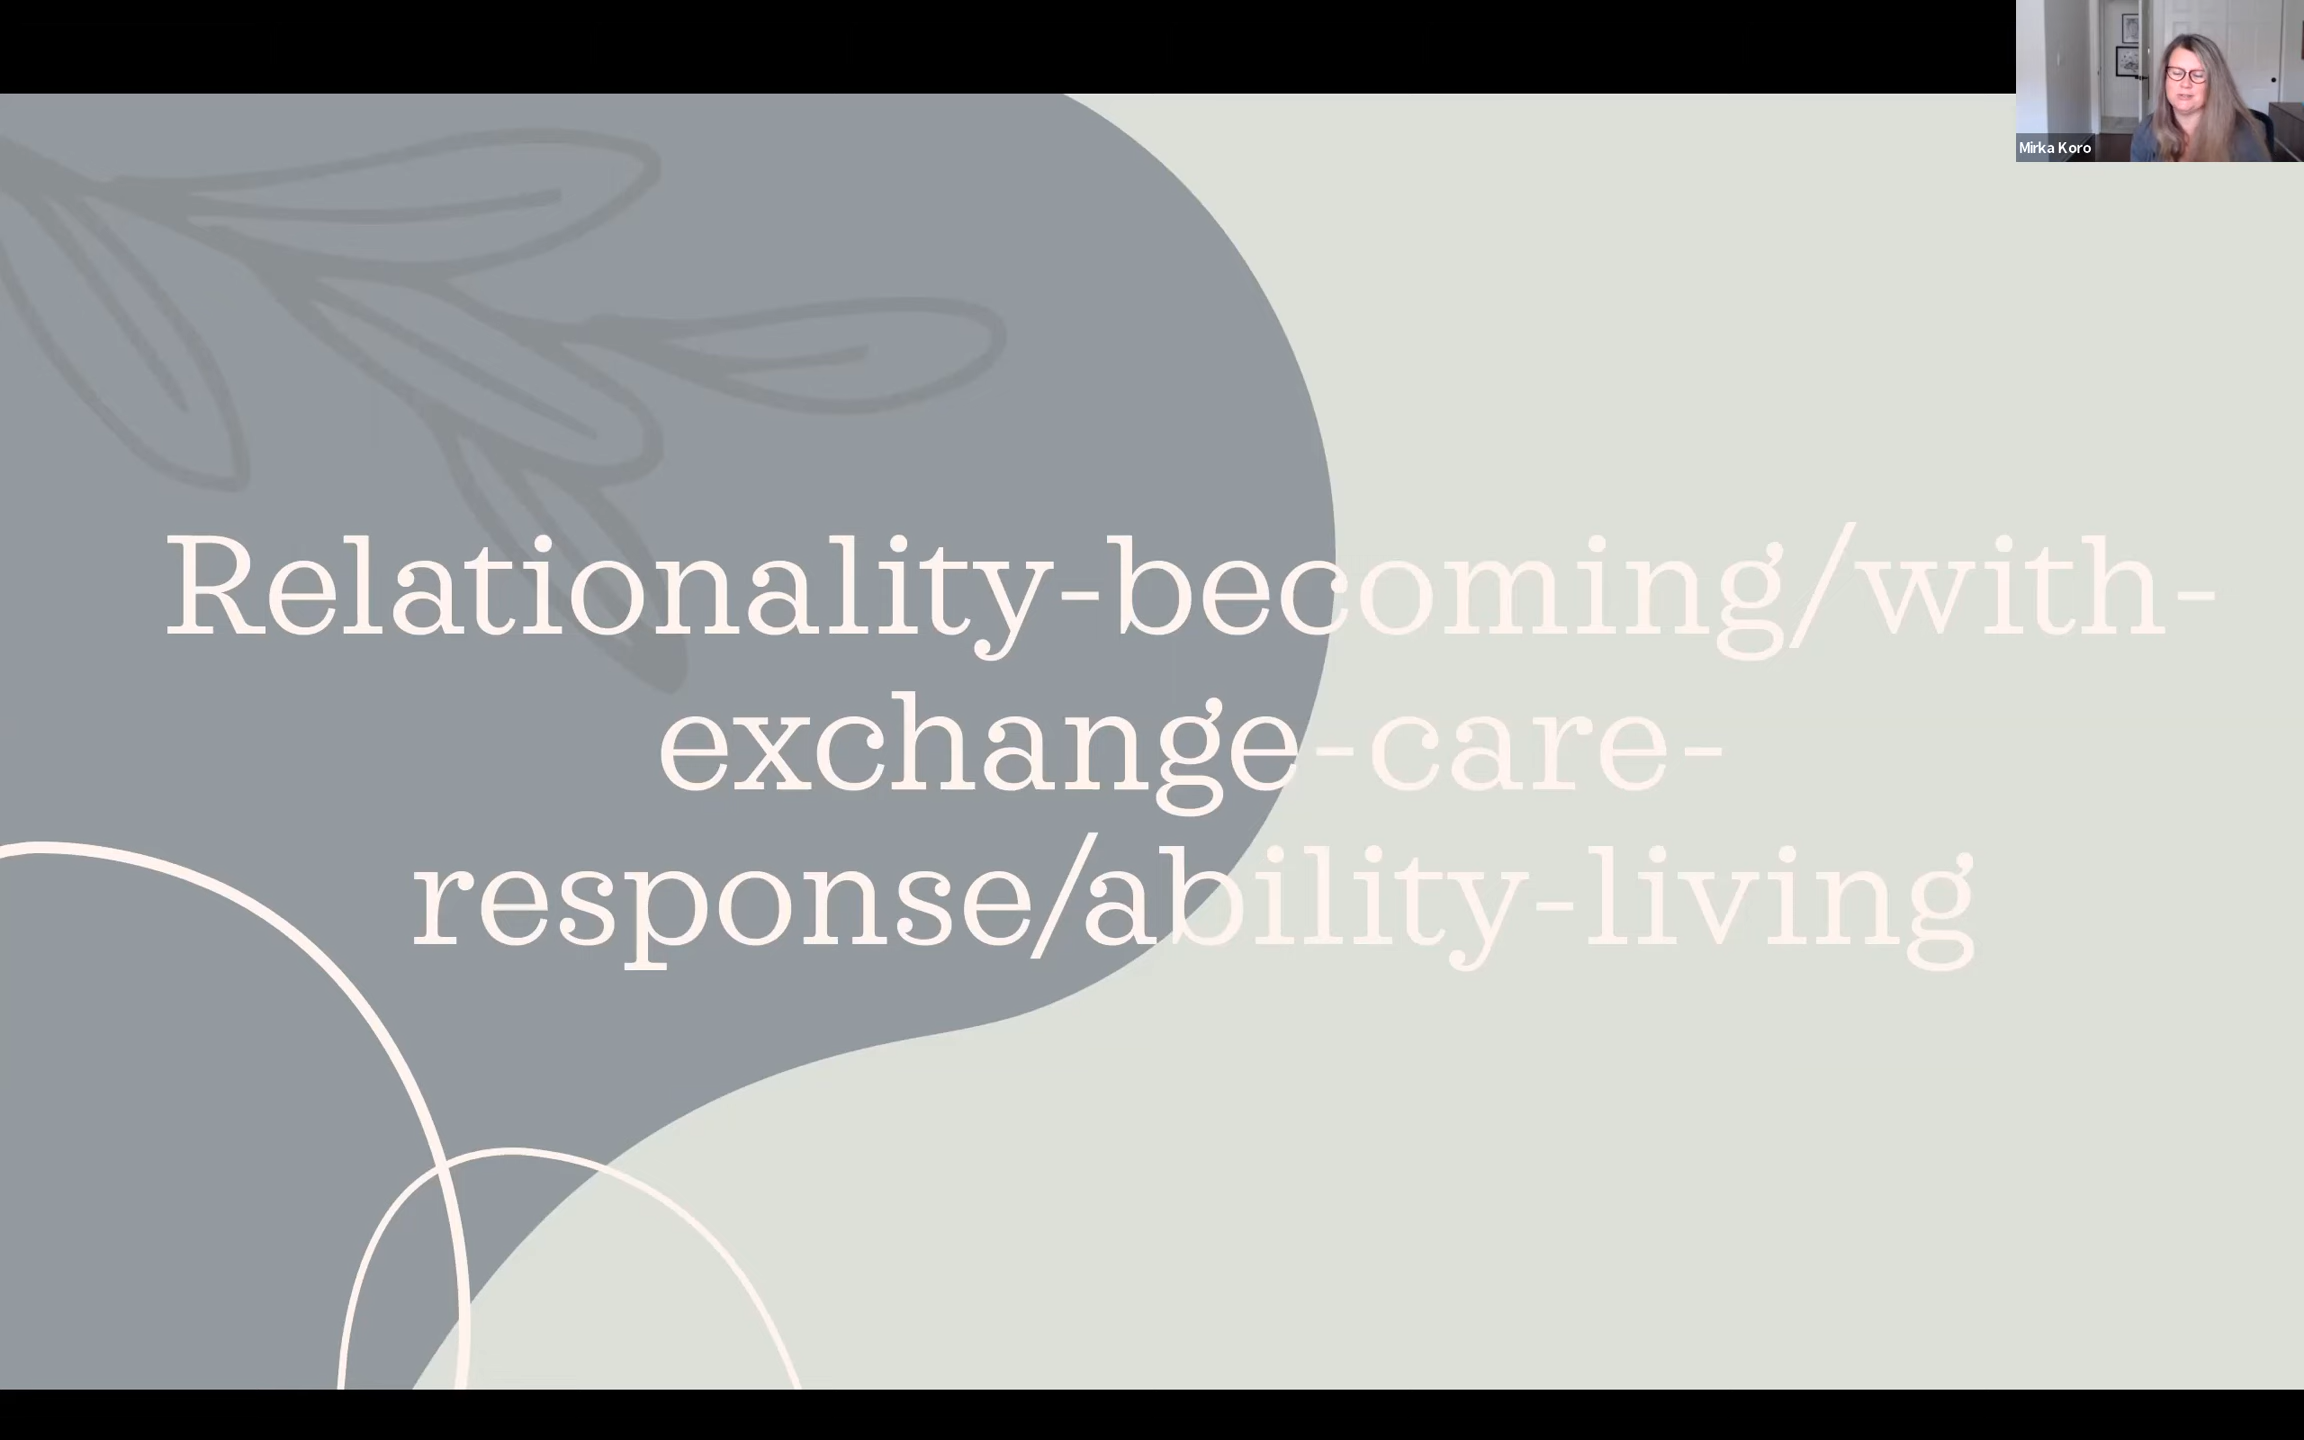 Mirka Koro
Relationality-becoming/with-
exchange-care-
response/ability-living